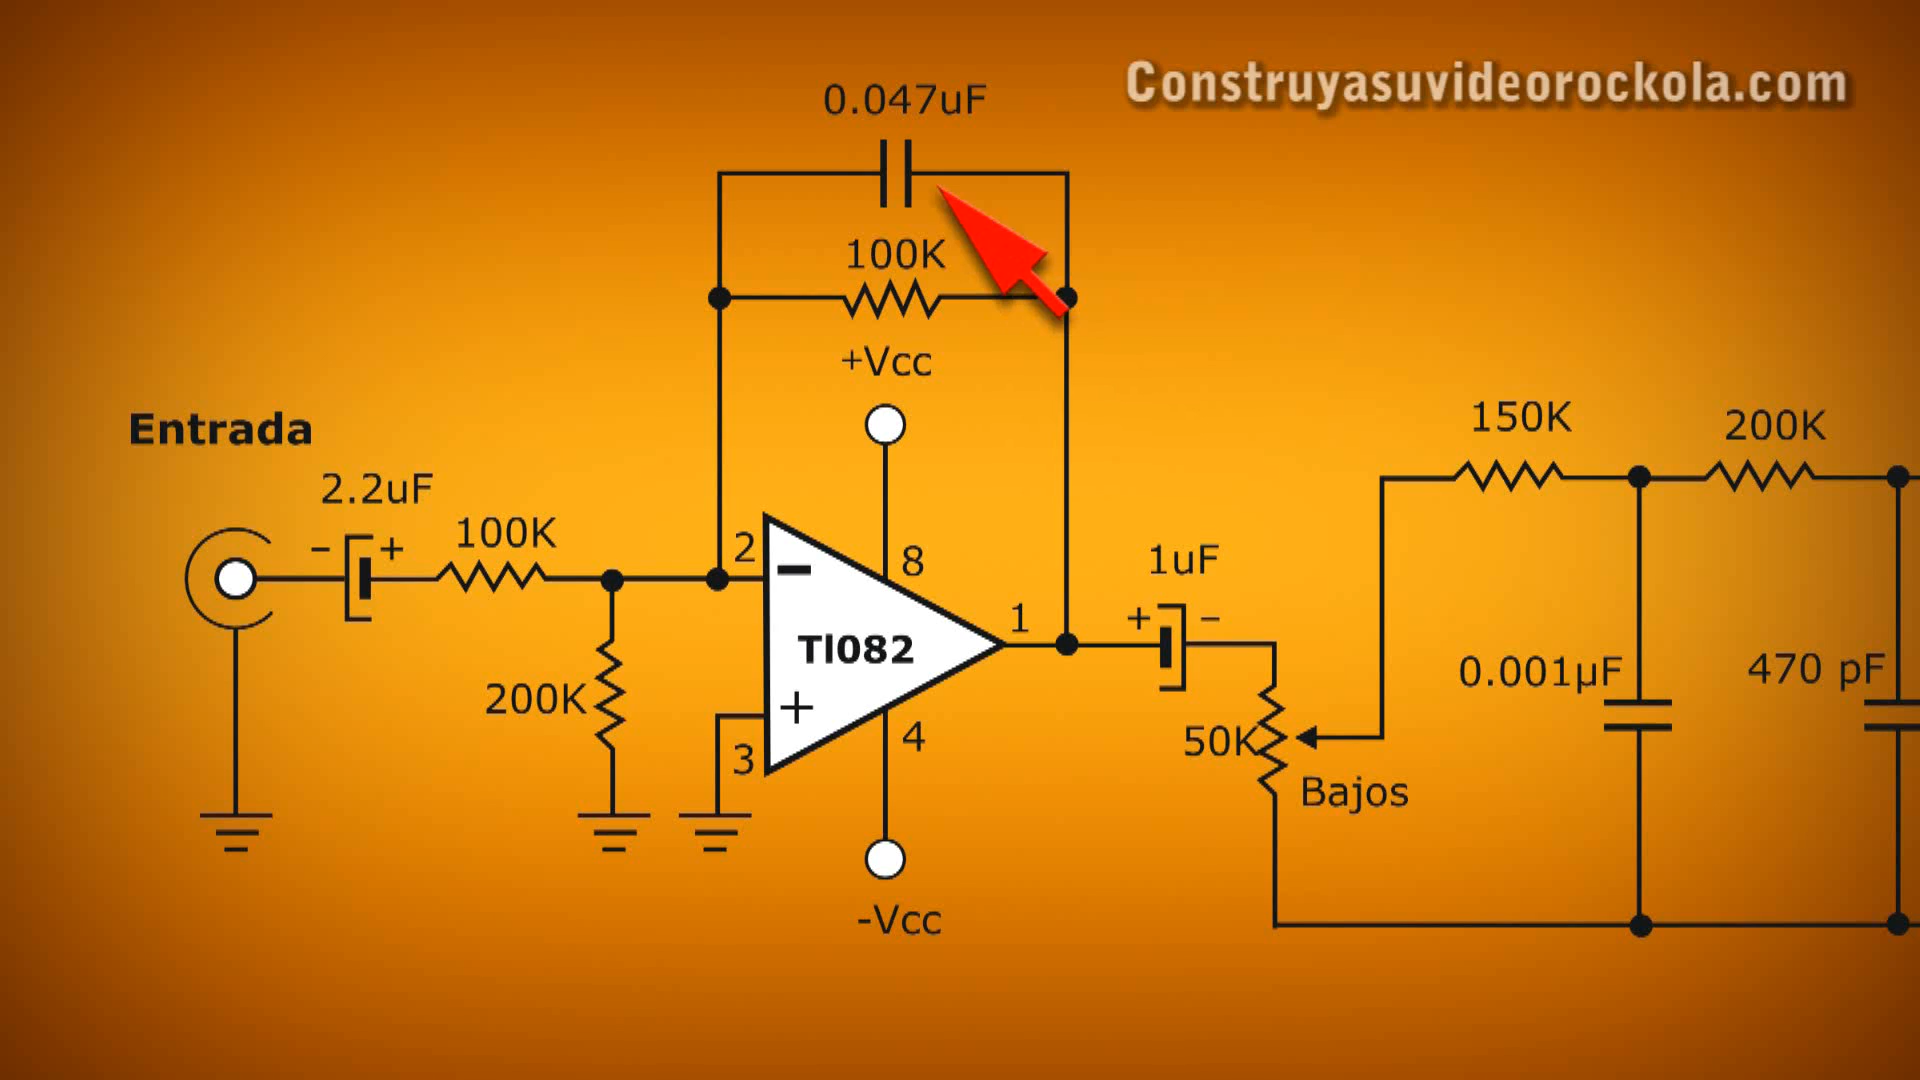 Construyasuvideorockola.com
0.047uF
100K
+Vcc
Entrada
2.2uF
- +
100K
200K
2
8
1
3
4
-
+
Tl082
-Vcc
1uF
+ -
50K
Bajos
150K
200K
0.001µF
470 pF